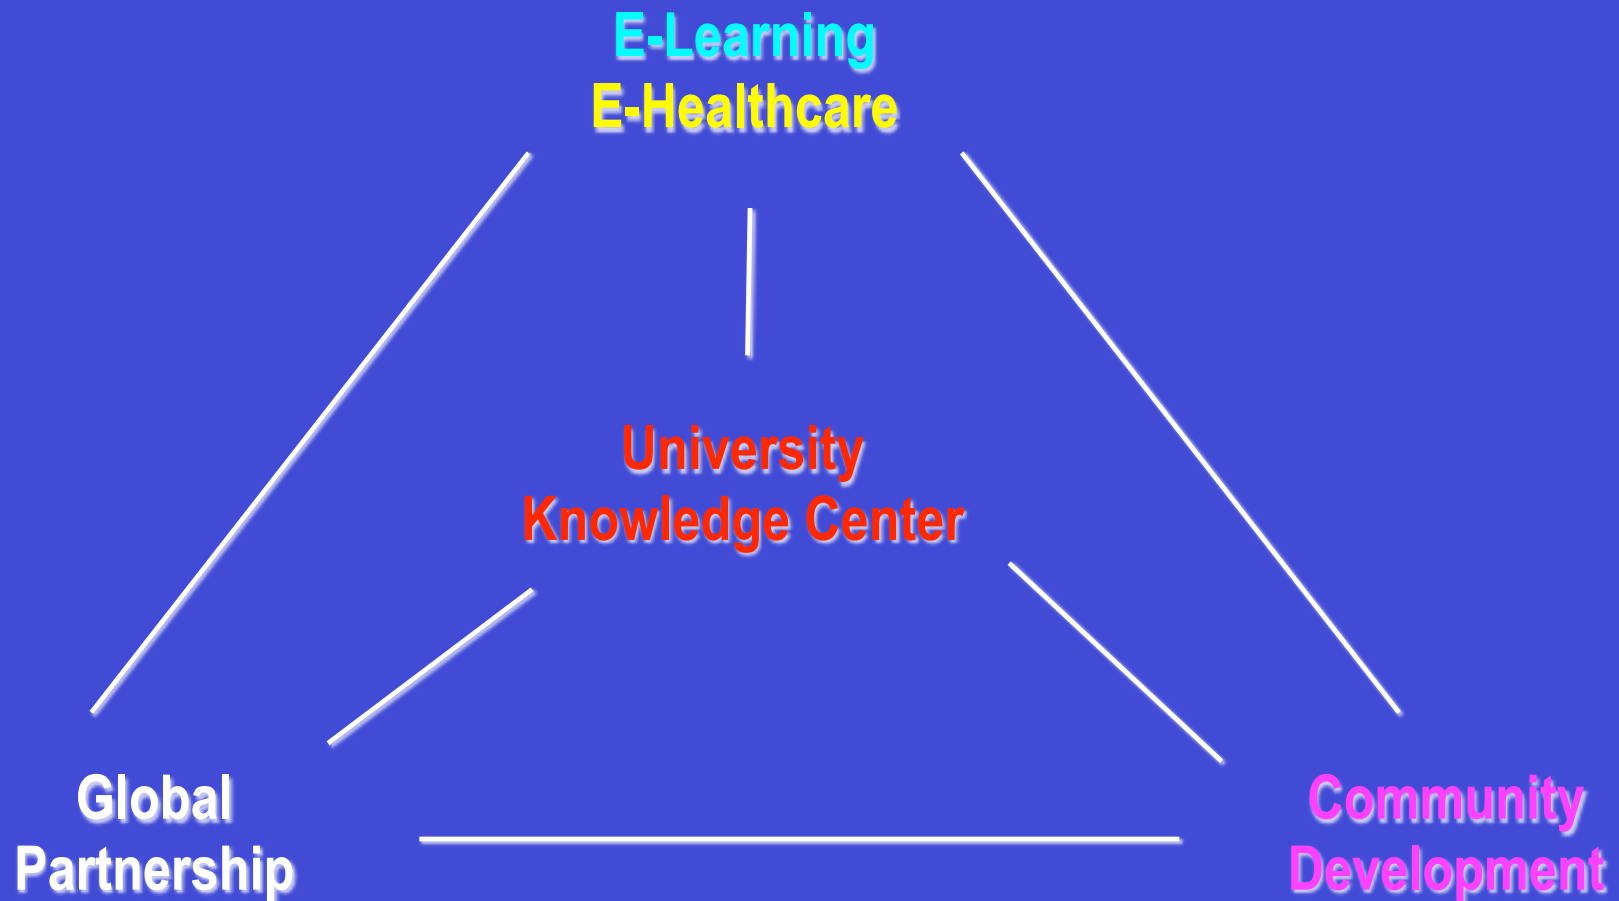 E-Learning
E-Healthcare
University
Knowledge Center
Global
Partnership
Community
Development